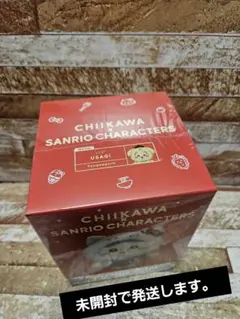 CHIIKAWA
×
SANRIO CHARACTERS
USAGI
CHIIKAWA
×
SANRIO CHARACTERS
未開封で発送します。